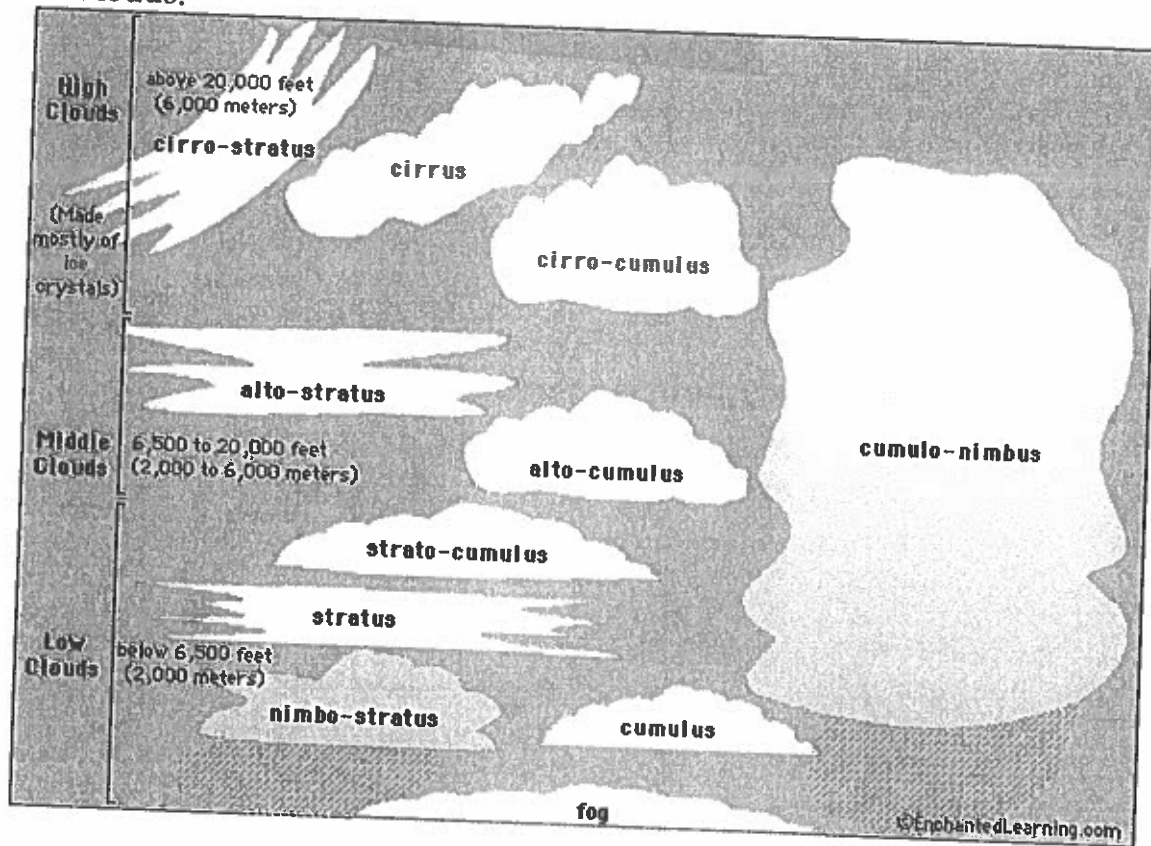 High
Clouds
above 20,000 feet
(6,000 meters)
cirro-stratus
cirrus
(Made
mostly of
ice
crystals)
cirro-cumulus
alto-stratus
Middle
Clouds
6,500 to 20,000 feet
(2,000 to 6,000 meters)
alto-cumulus
cumulo-nimbus
strato-cumulus
stratus
Low
Clouds
below 6,500 feet
(2,000 meters)
nimbo-stratus
cumulus
fog
©EnchantedLearning.com